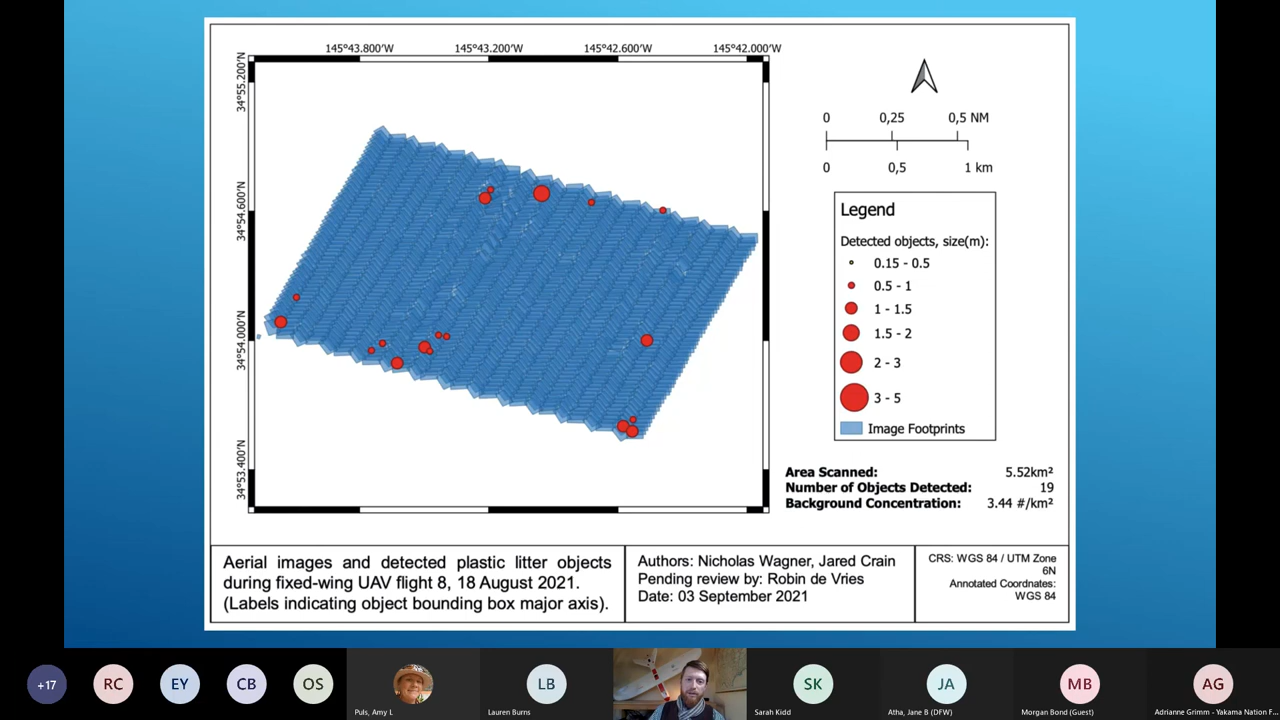 145°43.800'W 145°43.200'W 145°42.600'W 145°42.000'W
34°55.200'N
34°54.600'N
34°54.000'N
34°53.400'N
0 0,25 0,5 NM
0 0,5 1 km
Legend
Detected objects, size(m):
0.15 - 0.5
0.5 - 1
1 - 1.5
1.5 - 2
2 - 3
3 - 5
Image Footprints
Area Scanned: 5.52km²
Number of Objects Detected: 19
Background Concentration: 3.44 #/km²
Aerial images and detected plastic litter objects
during fixed-wing UAV flight 8, 18 August 2021.
(Labels indicating object bounding box major axis).
Authors: Nicholas Wagner, Jared Crain
Pending review by: Robin de Vries
Date: 03 September 2021
CRS: WGS 84 / UTM Zone
6N
Annotated Coordinates:
WGS 84
+17 RC EY CB OS LB SK JA MB AG
Puls, Amy L Lauren Burns Sarah Kidd Atha, Jane B (DFW) Morgan Bond (Guest) Adrianne Grimm - Yakama Nation F...